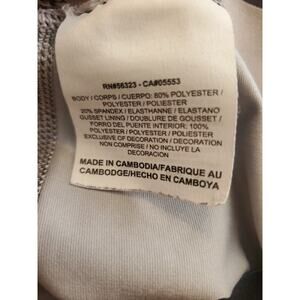 RN#56323 - CA#05553
BODY / CORPS / CUERPO: 80% POLYESTER /
POLYESTER / POLIESTER
20% SPANDEX / ELASTHANNE / ELASTANO
GUSSET LINING / DOUBLURE DE GOUSSET /
FORRO DEL PUENTE INTERIOR: 100%
POLYESTER / POLYESTER / POLIESTER
EXCLUSIVE OF DECORATION / DECORATION
NON COMPRISE / NO INCLUYE LA
DECORACION
MADE IN CAMBODIA/FABRIQUE AU
CAMBODGE/HECHO EN CAMBOYA